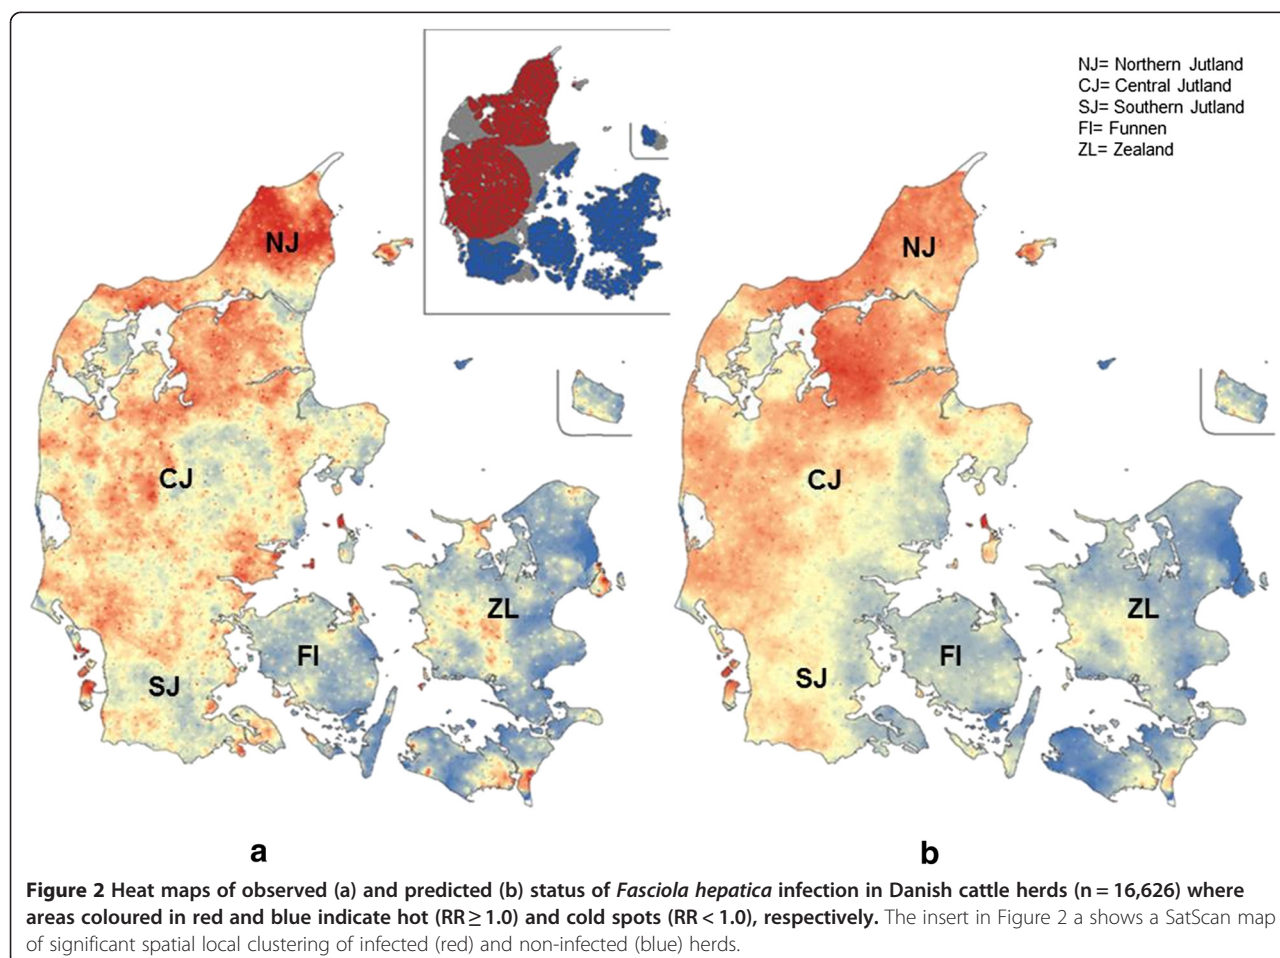 NJ= Northern Jutland
CJ= Central Jutland
SJ= Southern Jutland
FI= Funnen
ZL= Zealand
NJ
CJ
SJ
FI
ZL
NJ
CJ
SJ
FI
ZL
a
b
Figure 2 Heat maps of observed (a) and predicted (b) status of Fasciola hepatica infection in Danish cattle herds (n = 16,626) where
areas coloured in red and blue indicate hot (RR ≥ 1.0) and cold spots (RR < 1.0), respectively. The insert in Figure 2 a shows a SatScan map
of significant spatial local clustering of infected (red) and non-infected (blue) herds.